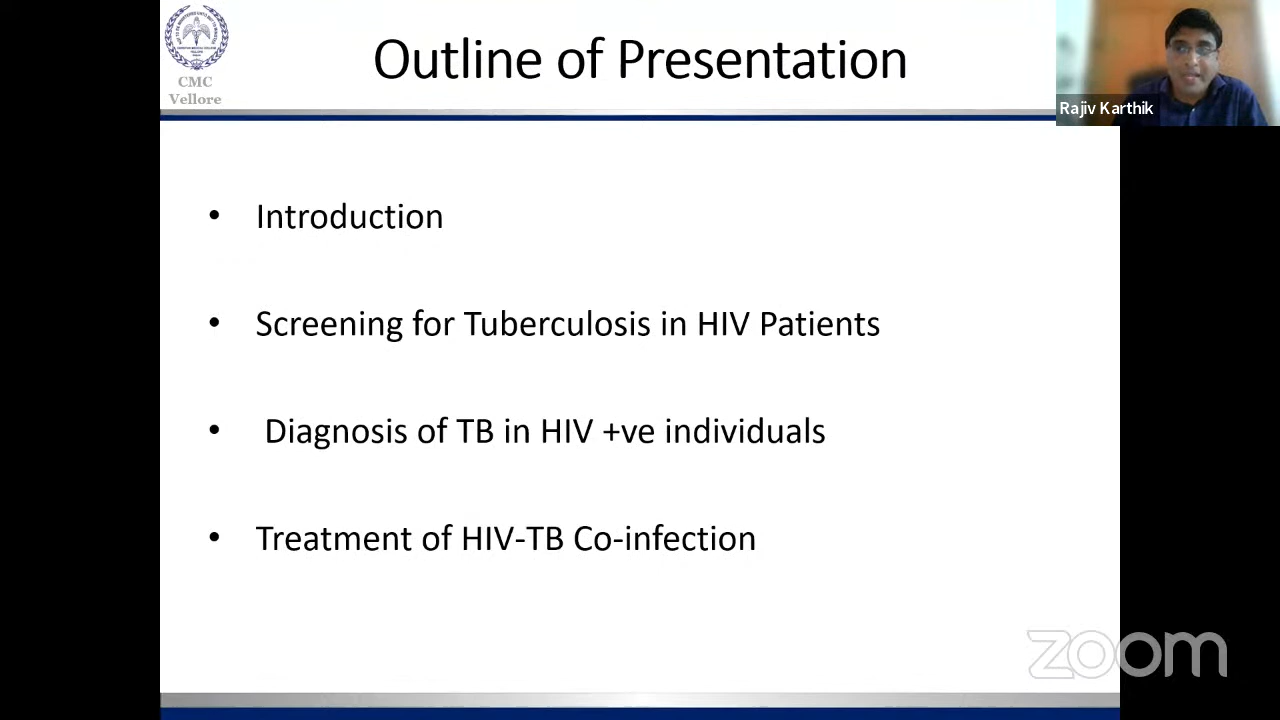 CMC
Vellore
Outline of Presentation
Rajiv Karthik
• Introduction
• Screening for Tuberculosis in HIV Patients
• Diagnosis of TB in HIV +ve individuals
• Treatment of HIV-TB Co-infection
zoom